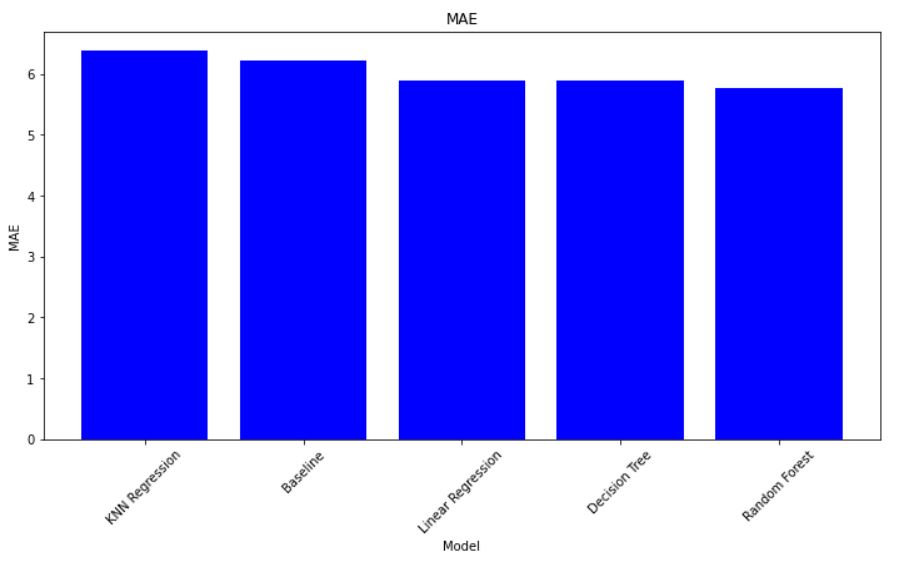 MAE
6
5
4
3
2
1
0
MAE
KNN Regression
Baseline
Linear Regression
Decision Tree
Random Forest
Model